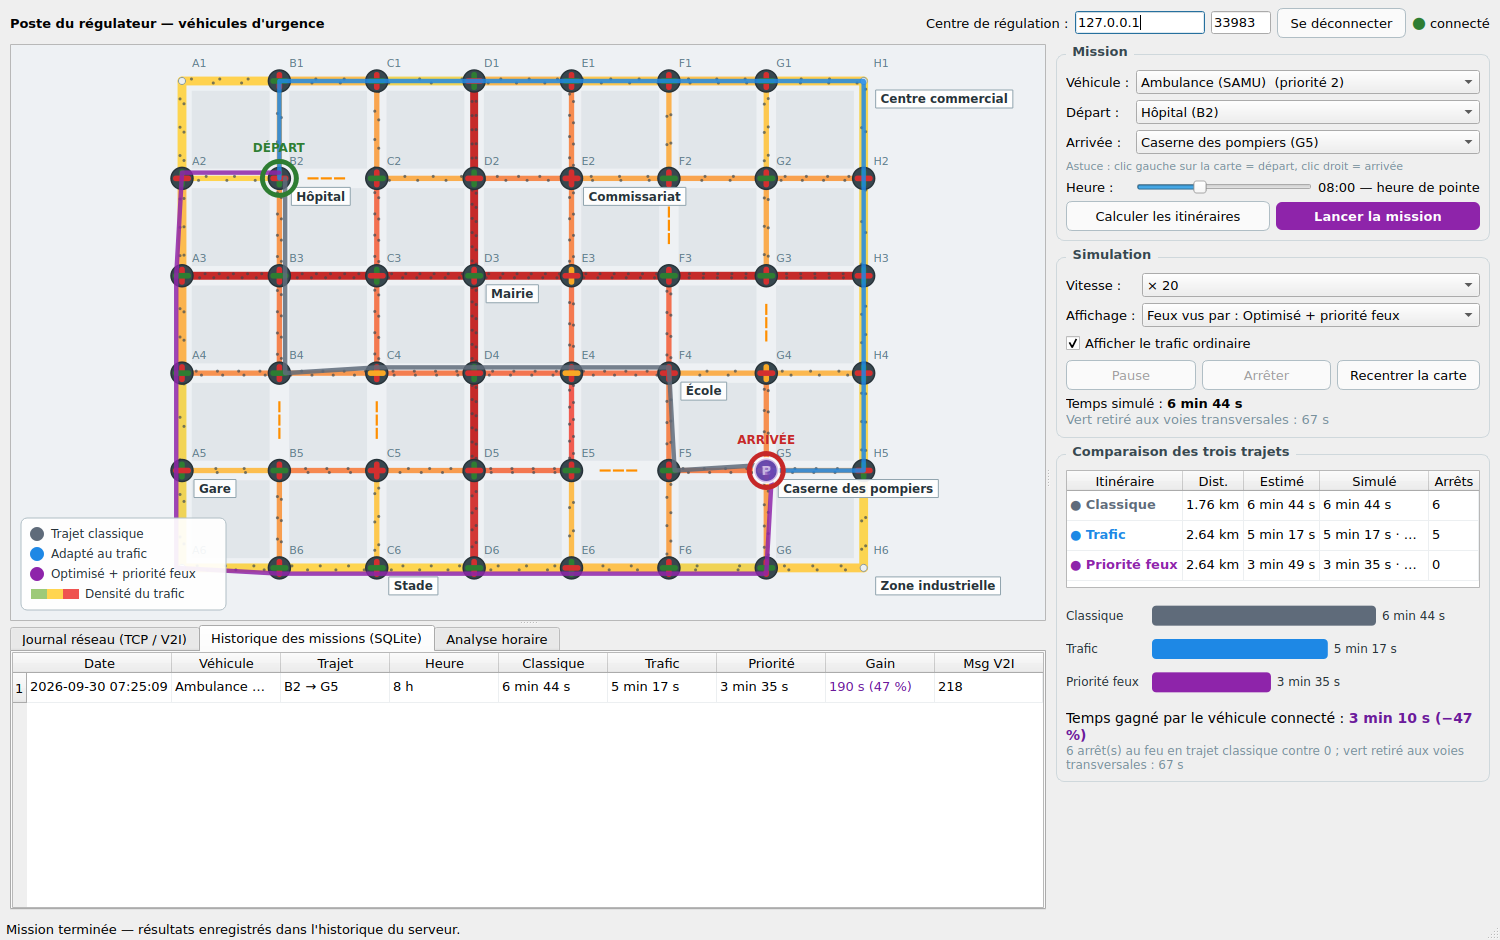 Poste du régulateur — véhicules d'urgence
Centre de régulation : 127.0.0.1 33983 Se déconnecter connecté
A1 B1 C1 D1 E1 F1 G1 H1
Centre commercial
DÉPART
A2 B2 C2 D2 E2 F2 G2 H2
Hôpital Commissariat
A3 B3 C3 D3 E3 F3 G3 H3
Mairie
A4 B4 C4 D4 E4 F4 G4 H4
École
ARRIVÉE
A5 B5 C5 D5 E5 F5 G5 H5
P
Gare Caserne des pompiers
A6 B6 C6 D6 E6 F6 G6 H6
Stade Zone industrielle
Trajet classique
Adapté au trafic
Optimisé + priorité feux
Densité du trafic
Mission
Véhicule : Ambulance (SAMU) (priorité 2)
Départ : Hôpital (B2)
Arrivée : Caserne des pompiers (G5)
Astuce : clic gauche sur la carte = départ, clic droit = arrivée
Heure : 08:00 — heure de pointe
Calculer les itinéraires Lancer la mission
Simulation
Vitesse : × 20
Affichage : Feux vus par : Optimisé + priorité feux
Afficher le trafic ordinaire
Pause Arrêter Recentrer la carte
Temps simulé : 6 min 44 s
Vert retiré aux voies transversales : 67 s
Comparaison des trois trajets
Itinéraire Dist. Estimé Simulé Arrêts
Classique 1.76 km 6 min 44 s 6 min 44 s 6
Trafic 2.64 km 5 min 17 s 5 min 17 s · ... 5
Priorité feux 2.64 km 3 min 49 s 3 min 35 s · ... 0
Classique 6 min 44 s
Trafic 5 min 17 s
Priorité feux 3 min 35 s
Temps gagné par le véhicule connecté : 3 min 10 s (−47
%)
6 arrêt(s) au feu en trajet classique contre 0 ; vert retiré aux voies
transversales : 67 s
Journal réseau (TCP / V2I) Historique des missions (SQLite) Analyse horaire
Date Véhicule Trajet Heure Classique Trafic Priorité Gain Msg V2I
1 2026-09-30 07:25:09 Ambulance ... B2 → G5 8 h 6 min 44 s 5 min 17 s 3 min 35 s 190 s (47 %) 218
Mission terminée — résultats enregistrés dans l'historique du serveur.